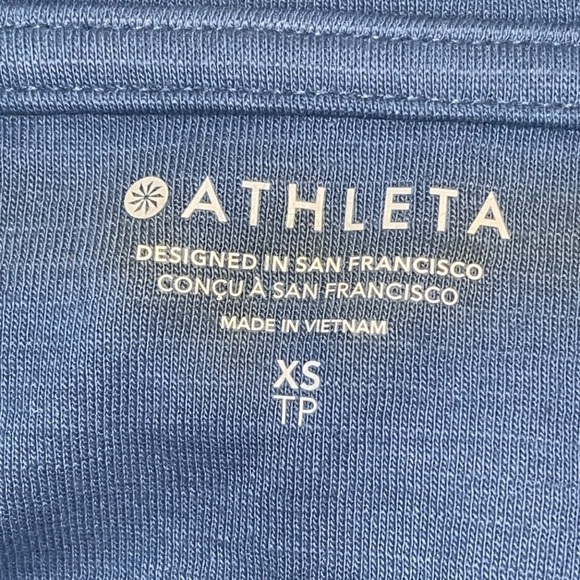 ATHLETA
DESIGNED IN SAN FRANCISCO
CONÇU À SAN FRANCISCO
MADE IN VIETNAM
XS
TP